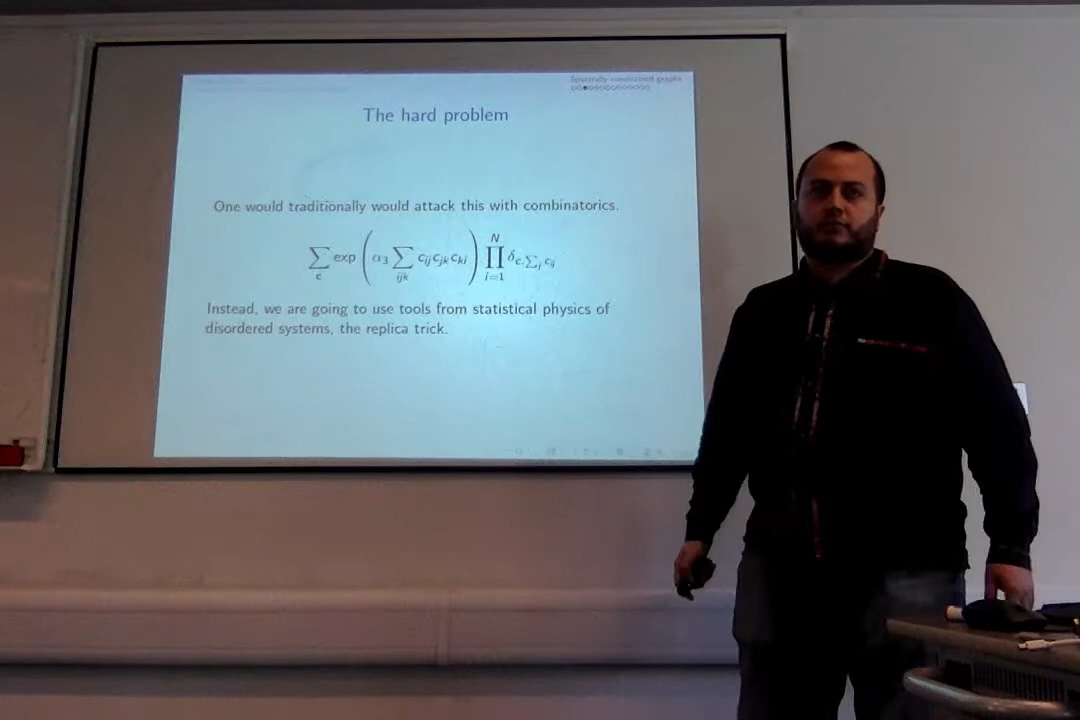 Spectrally constrained graphs
The hard problem
One would traditionally would attack this with combinatorics.
∑_c exp ( α₃ ∑_{ijk} c_{ij}c_{jk}c_{ki} ) ∏_{i=1}^{N} δ_{c,∑_j c_{ij}}
Instead, we are going to use tools from statistical physics of
disordered systems, the replica trick.